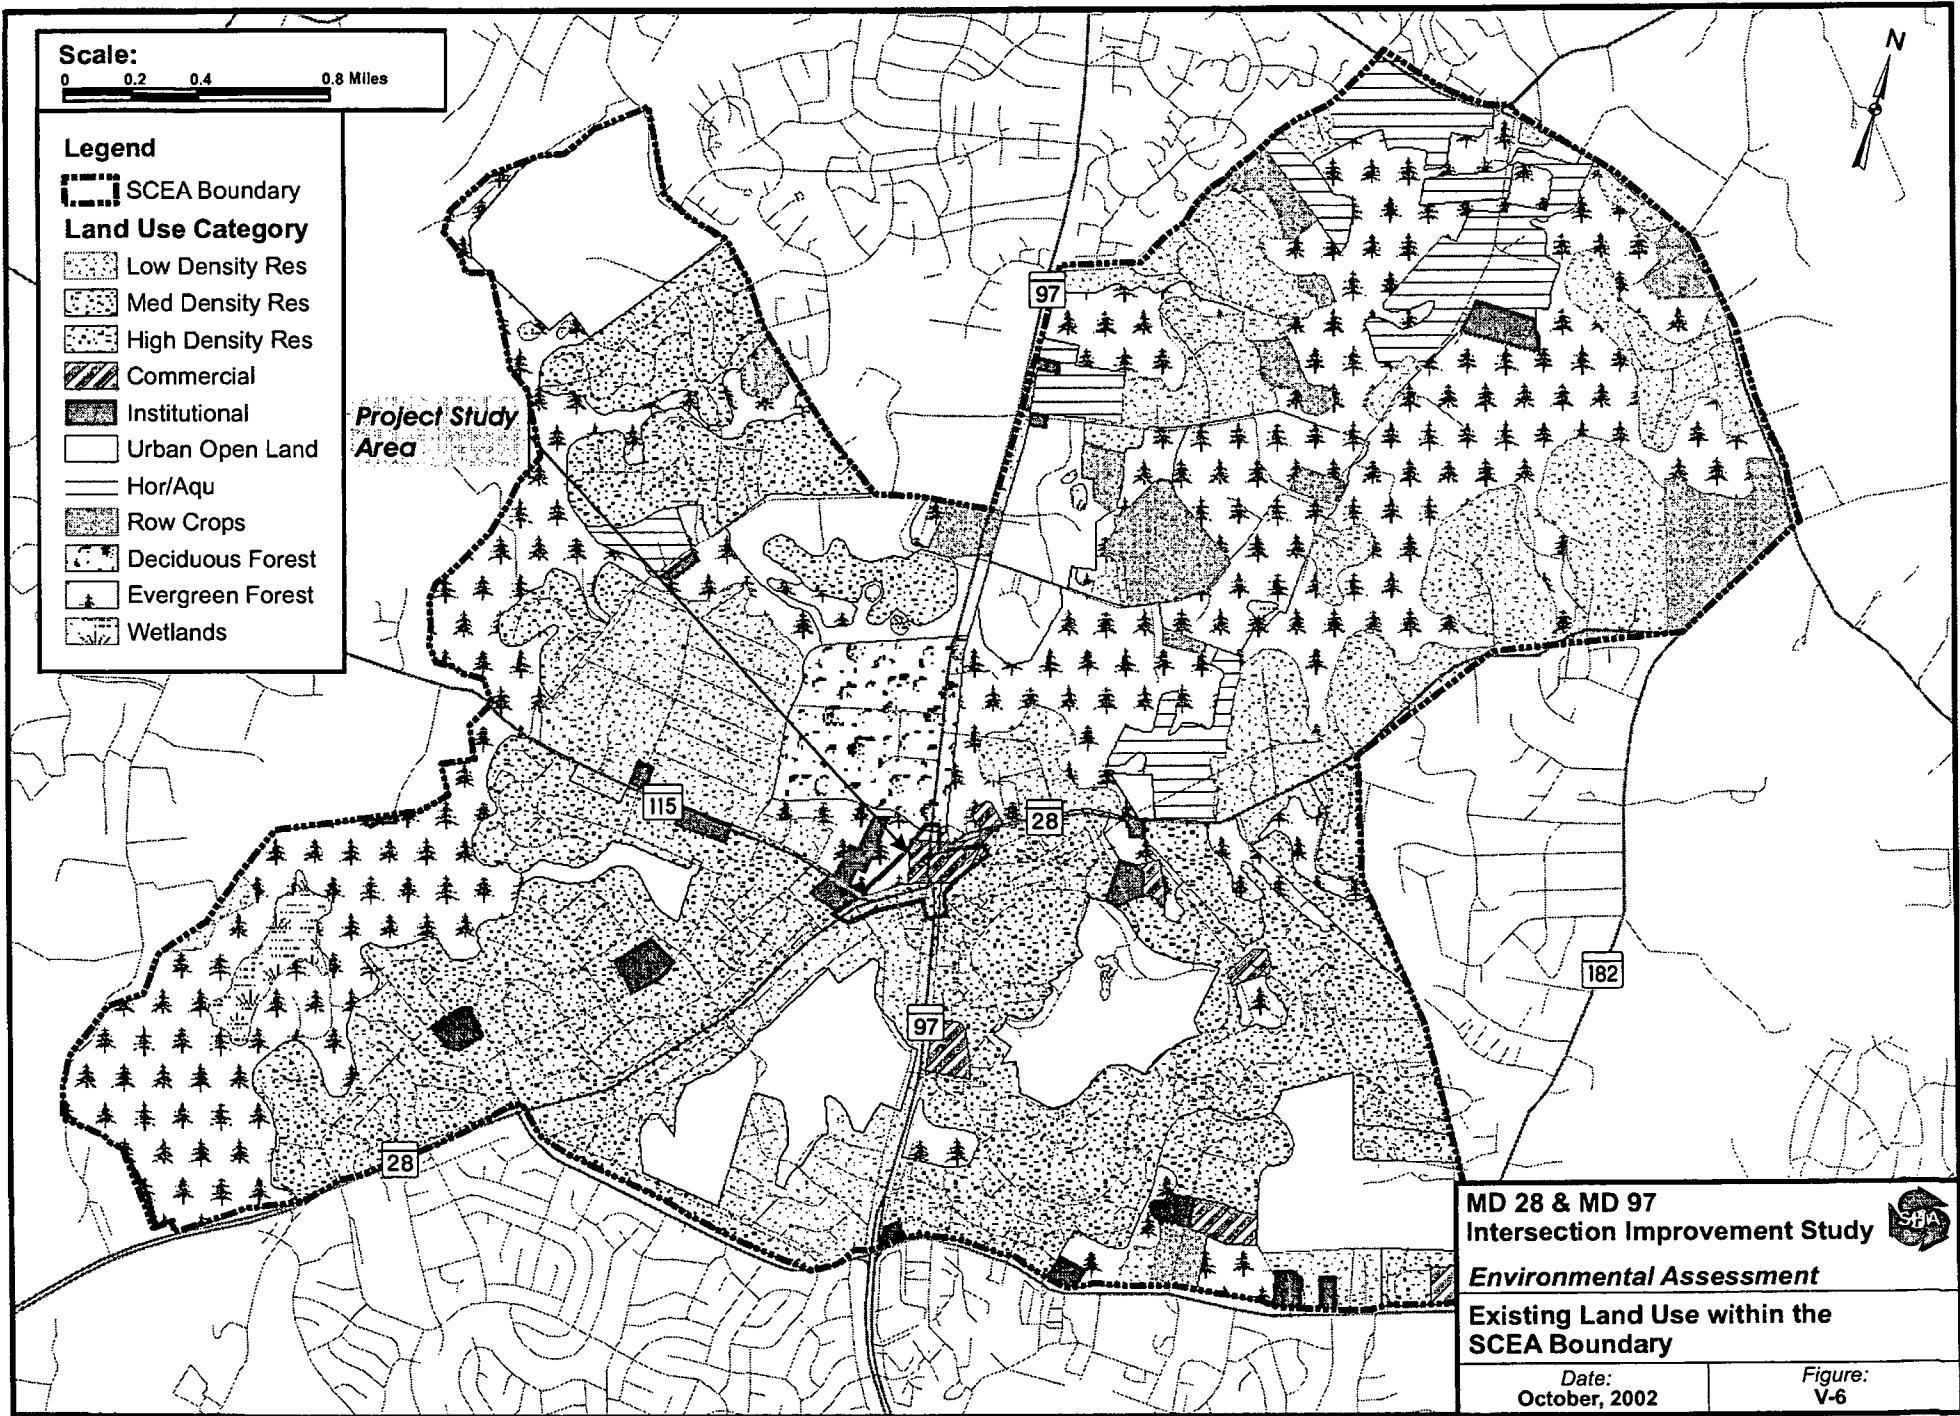 Scale:
0 0.2 0.4 0.8 Miles
N
Legend
SCEA Boundary
Land Use Category
Low Density Res
Med Density Res
High Density Res
Commercial
Institutional
Urban Open Land
Hor/Aqu
Row Crops
Deciduous Forest
Evergreen Forest
Wetlands
Project Study
Area
97
115
28
182
97
28
MD 28 & MD 97
Intersection Improvement Study
SHA
Environmental Assessment
Existing Land Use within the
SCEA Boundary
Date:
October, 2002
Figure:
V-6